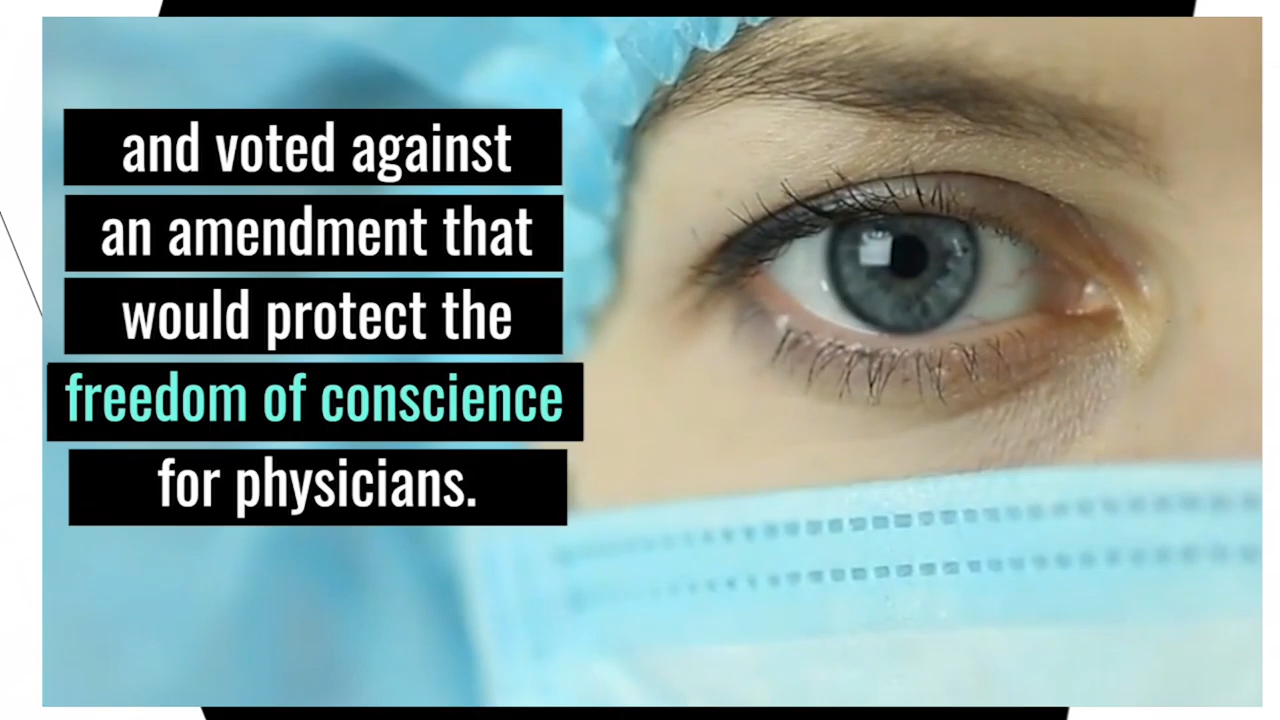 and voted against
an amendment that
would protect the
freedom of conscience
for physicians.